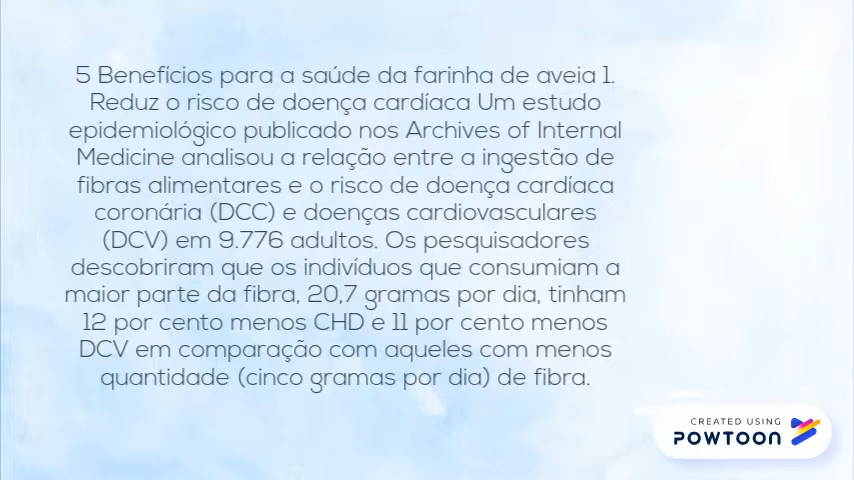 5 Benefícios para a saúde da farinha de aveia 1.
Reduz o risco de doença cardíaca Um estudo
epidemiológico publicado nos Archives of Internal
Medicine analisou a relação entre a ingestão de
fibras alimentares e o risco de doença cardíaca
coronária (DCC) e doenças cardiovasculares
(DCV) em 9.776 adultos. Os pesquisadores
descobriram que os indivíduos que consumiam a
maior parte da fibra, 20,7 gramas por dia, tinham
12 por cento menos CHD e 11 por cento menos
DCV em comparação com aqueles com menos
quantidade (cinco gramas por dia) de fibra.
CREATED USING
POWTOON